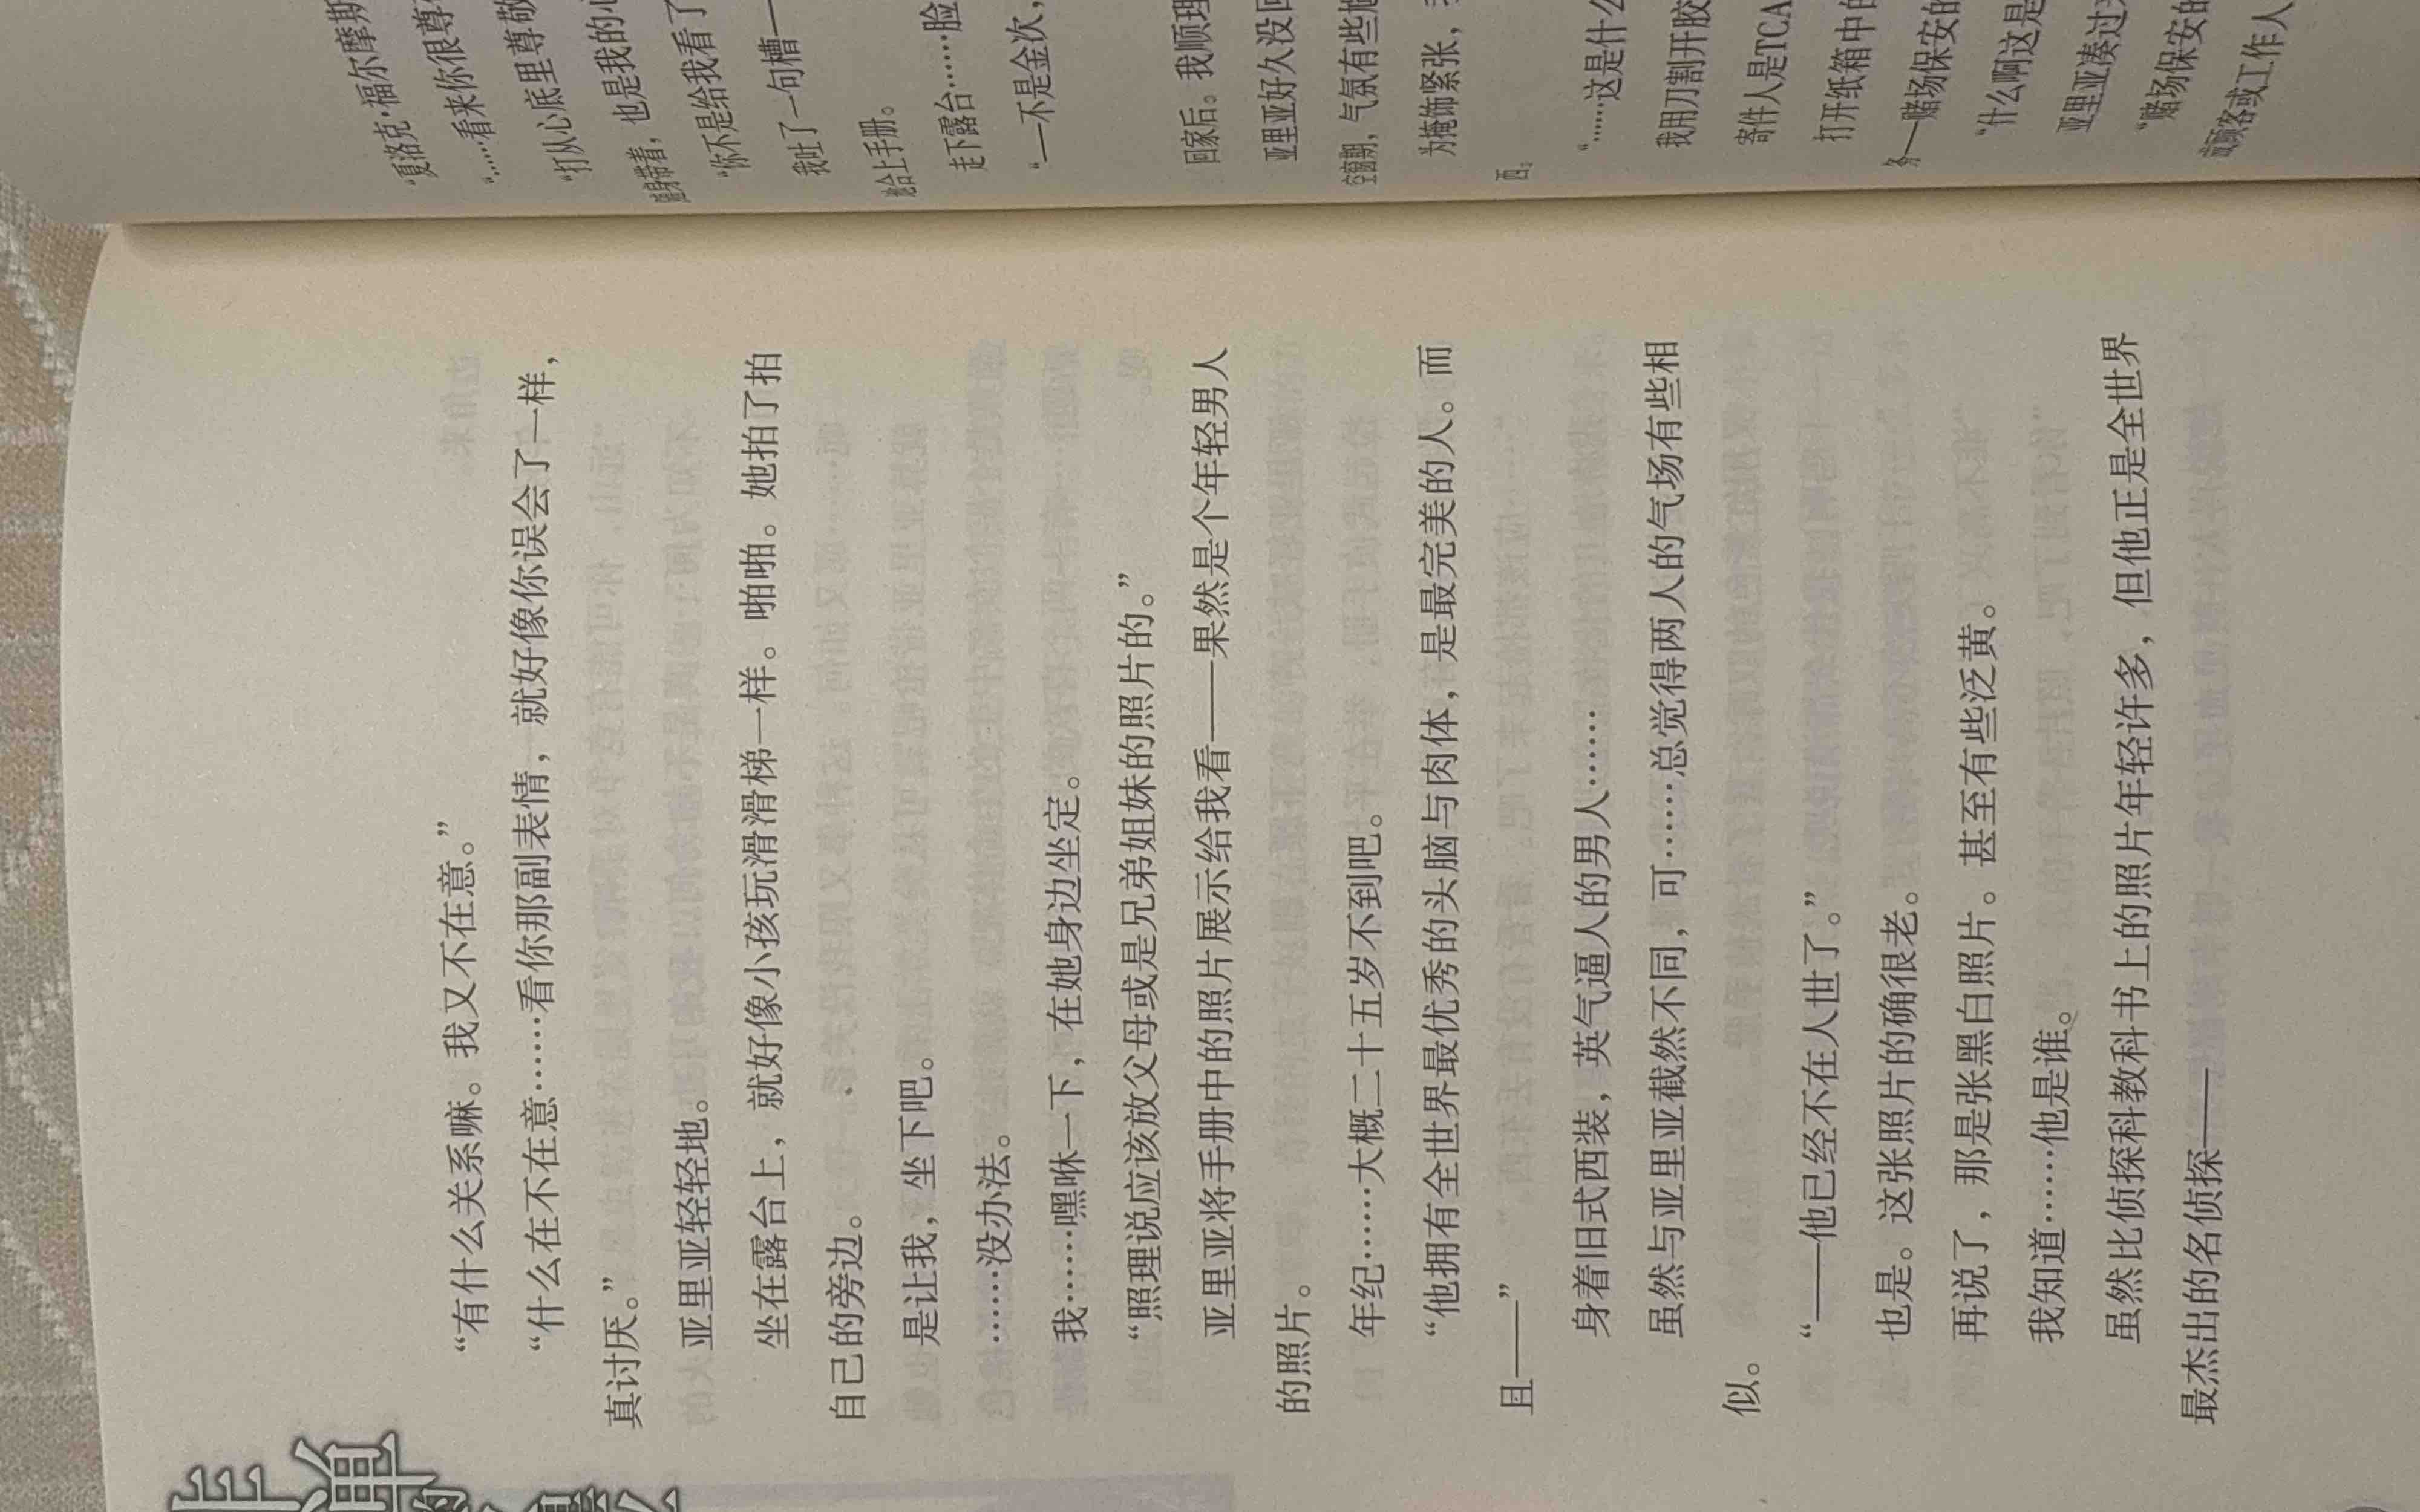 “有什么关系嘛。我又不在意。”
“什么在不在意……看你那副表情，就好像你误会了一样，
真讨厌。”
亚里亚轻轻地。
坐在露台上，就好像小孩玩滑滑梯一样。啪啪。她拍了拍
自己的旁边。
是让我，坐下吧。
……没办法。
我……嘿咻一下，在她身边坐定。
“照理说应该放父母或是兄弟姐妹的照片的。”
亚里亚将手册中的照片展示给我看——果然是个年轻男人
的照片。
年纪……大概二十五岁不到吧。
“他拥有全世界最优秀的头脑与肉体，是最完美的人。而
且——”
身着旧式西装，英气逼人的男人……
虽然与亚里亚截然不同，可……总觉得两人的气场有些相
似。
“——他已经不在人世了。”
也是。这张照片的确很老。
再说了，那是张黑白照片。甚至有些泛黄。
我知道……他是谁。
虽然比侦探科教科书上的照片年轻许多，但他正是全世界
最杰出的名侦探——
“夏洛克·福尔摩斯
“……看来你很尊
“打从心底里尊敬
随身带着，也是我的心
“你不是给我看了
我吐了一句槽—
地合上手册。
走下露台……脸
“—不是金次，
回家后。我顺理
亚里亚好久没回
空窗期，气氛有些尴
为掩饰紧张，
西。
“……这是什么
我用刀割开胶
寄件人是TCA
打开纸箱中的
务—赌场保安的
“什么啊这是
亚里亚凑过来
“赌场保安的
或顾客或工作人